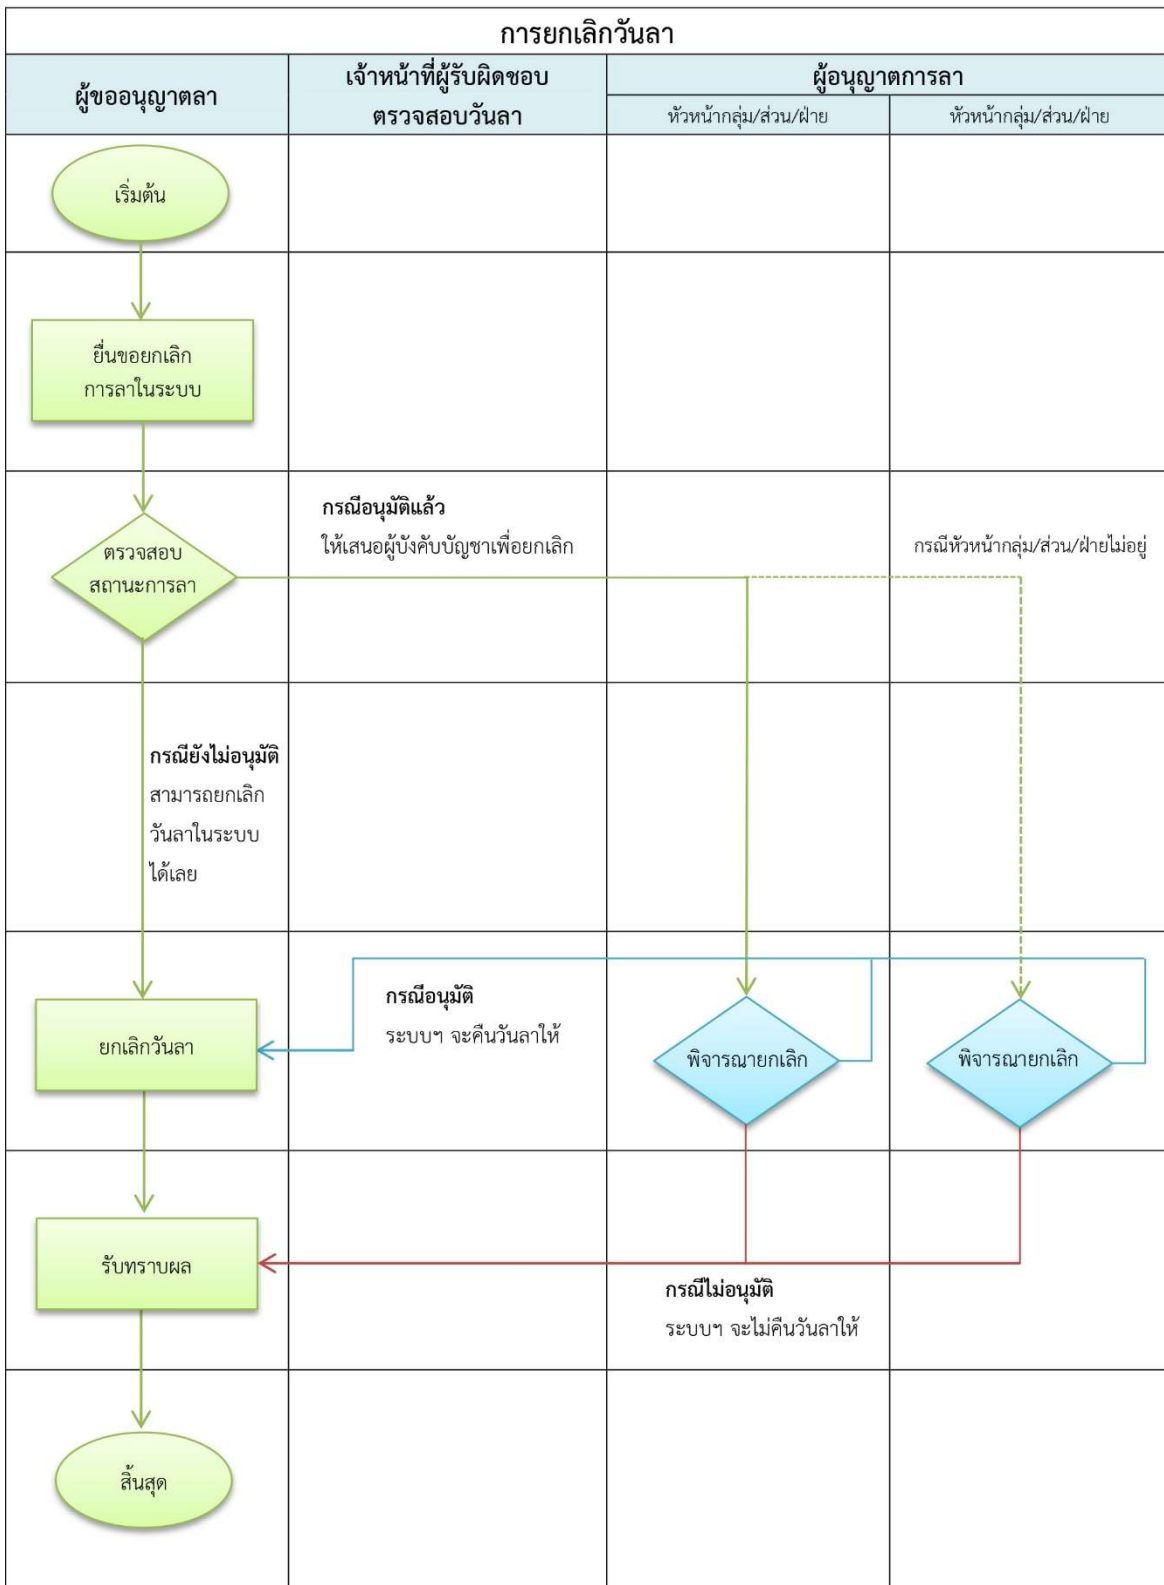 การยกเลิกวันลา
ผู้ขออนุญาตลา
เจ้าหน้าที่ผู้รับผิดชอบ
ตรวจสอบวันลา
ผู้อนุญาตการลา
หัวหน้ากลุ่ม/ส่วน/ฝ่าย
หัวหน้ากลุ่ม/ส่วน/ฝ่าย
เริ่มต้น
ยื่นขอยกเลิก
การลาในระบบ
ตรวจสอบ
สถานะการลา
กรณีอนุมัติแล้ว
ให้เสนอผู้บังคับบัญชาเพื่อยกเลิก
กรณีหัวหน้ากลุ่ม/ส่วน/ฝ่ายไม่อยู่
กรณียังไม่อนุมัติ
สามารถยกเลิก
วันลาในระบบ
ได้เลย
ยกเลิกวันลา
กรณีอนุมัติ
ระบบฯ จะคืนวันลาให้
พิจารณายกเลิก
พิจารณายกเลิก
รับทราบผล
กรณีไม่อนุมัติ
ระบบฯ จะไม่คืนวันลาให้
สิ้นสุด